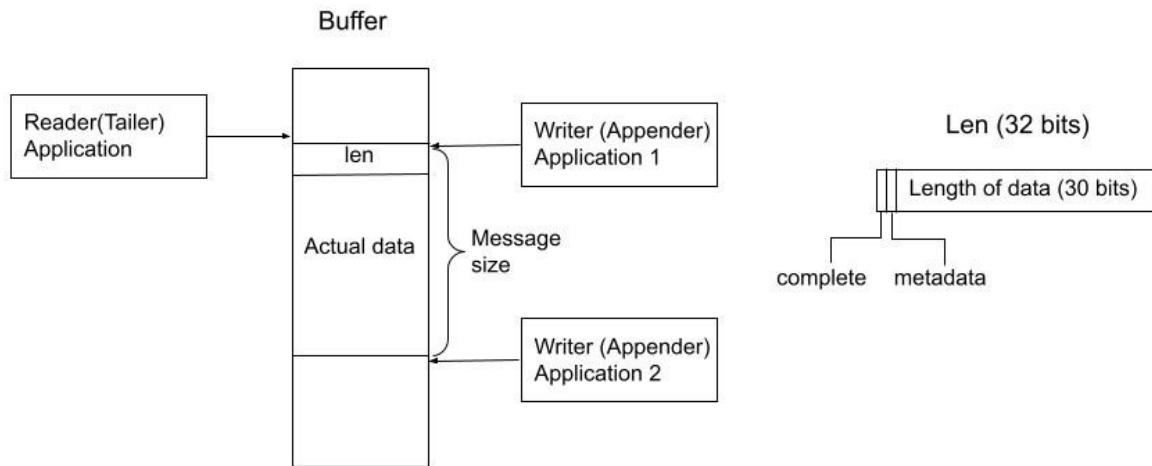 Buffer
Reader(Tailer)
Application
len
Actual data
Message
size
Writer (Appender)
Application 1
Writer (Appender)
Application 2
Len (32 bits)
Length of data (30 bits)
complete
metadata